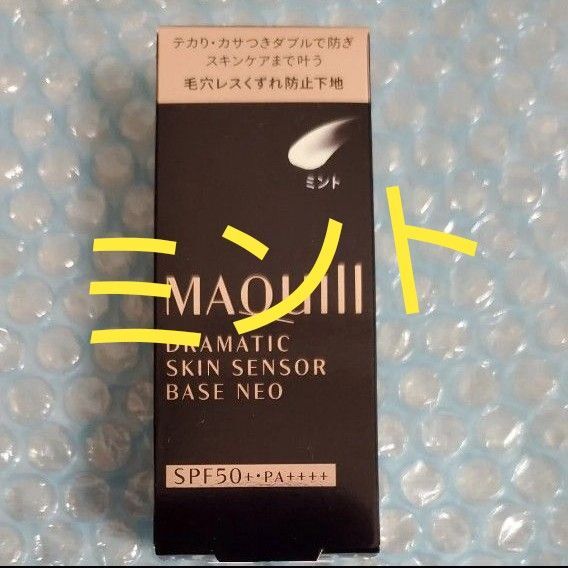 テカリ・カサつきダブルで防ぎ
スキンケアまで叶う
毛穴レスくずれ防止下地
ミント
ミント
MAQuill
DRAMATIC
SKIN SENSOR
BASE NEO
SPF50+・PA++++